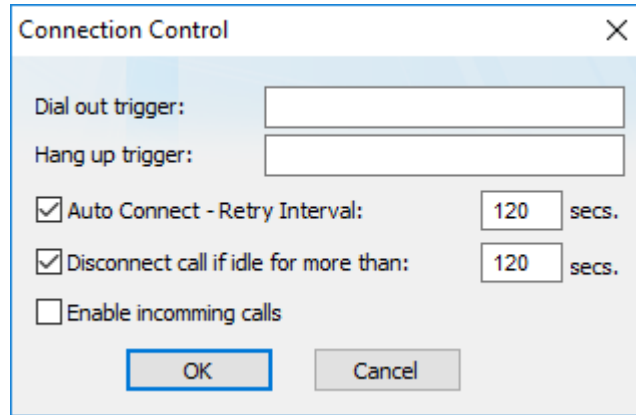 Connection Control
Dial out trigger:
Hang up trigger:
Auto Connect - Retry Interval: 120 secs.
Disconnect call if idle for more than: 120 secs.
Enable incomming calls
OK Cancel